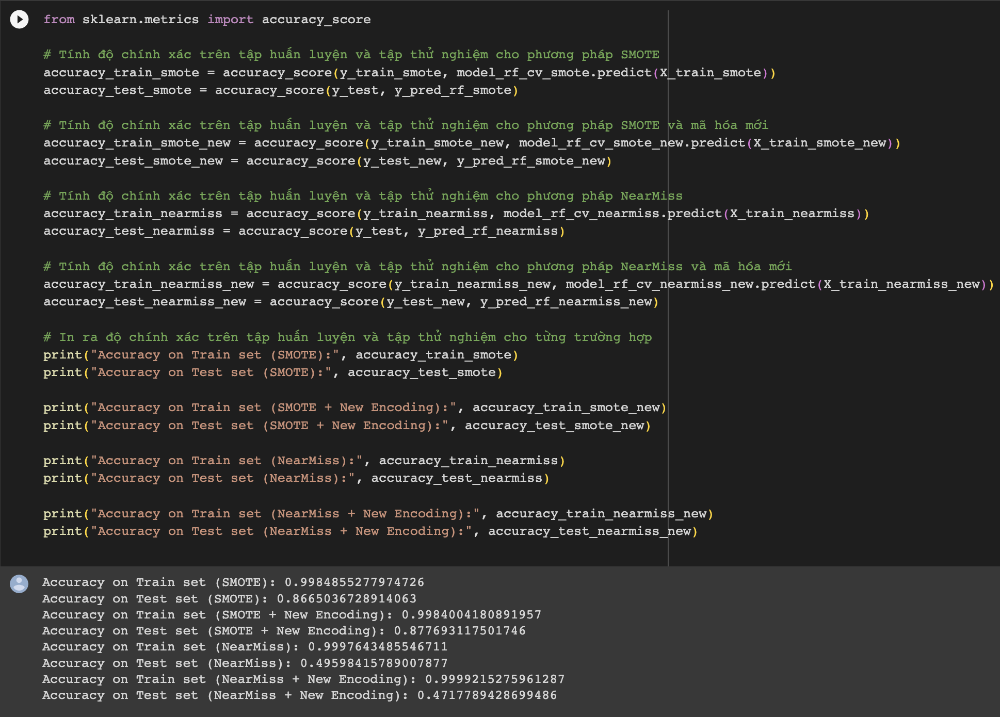 from sklearn.metrics import accuracy_score
# Tính độ chính xác trên tập huấn luyện và tập thử nghiệm cho phương pháp SMOTE
accuracy_train_smote = accuracy_score(y_train_smote, model_rf_cv_smote.predict(X_train_smote))
accuracy_test_smote = accuracy_score(y_test, y_pred_rf_smote)
# Tính độ chính xác trên tập huấn luyện và tập thử nghiệm cho phương pháp SMOTE và mã hóa mới
accuracy_train_smote_new = accuracy_score(y_train_smote_new, model_rf_cv_smote_new.predict(X_train_smote_new))
accuracy_test_smote_new = accuracy_score(y_test_new, y_pred_rf_smote_new)
# Tính độ chính xác trên tập huấn luyện và tập thử nghiệm cho phương pháp NearMiss
accuracy_train_nearmiss = accuracy_score(y_train_nearmiss, model_rf_cv_nearmiss.predict(X_train_nearmiss))
accuracy_test_nearmiss = accuracy_score(y_test, y_pred_rf_nearmiss)
# Tính độ chính xác trên tập huấn luyện và tập thử nghiệm cho phương pháp NearMiss và mã hóa mới
accuracy_train_nearmiss_new = accuracy_score(y_train_nearmiss_new, model_rf_cv_nearmiss_new.predict(X_train_nearmiss_new))
accuracy_test_nearmiss_new = accuracy_score(y_test_new, y_pred_rf_nearmiss_new)
# In ra độ chính xác trên tập huấn luyện và tập thử nghiệm cho từng trường hợp
print("Accuracy on Train set (SMOTE):", accuracy_train_smote)
print("Accuracy on Test set (SMOTE):", accuracy_test_smote)
print("Accuracy on Train set (SMOTE + New Encoding):", accuracy_train_smote_new)
print("Accuracy on Test set (SMOTE + New Encoding):", accuracy_test_smote_new)
print("Accuracy on Train set (NearMiss):", accuracy_train_nearmiss)
print("Accuracy on Test set (NearMiss):", accuracy_test_nearmiss)
print("Accuracy on Train set (NearMiss + New Encoding):", accuracy_train_nearmiss_new)
print("Accuracy on Test set (NearMiss + New Encoding):", accuracy_test_nearmiss_new)
Accuracy on Train set (SMOTE): 0.9984855277974726
Accuracy on Test set (SMOTE): 0.8665036728914063
Accuracy on Train set (SMOTE + New Encoding): 0.9984004180891957
Accuracy on Test set (SMOTE + New Encoding): 0.877693117501746
Accuracy on Train set (NearMiss): 0.9997643485546711
Accuracy on Test set (NearMiss): 0.49598415789007877
Accuracy on Train set (NearMiss + New Encoding): 0.9999215275961287
Accuracy on Test set (NearMiss + New Encoding): 0.4717789428699486